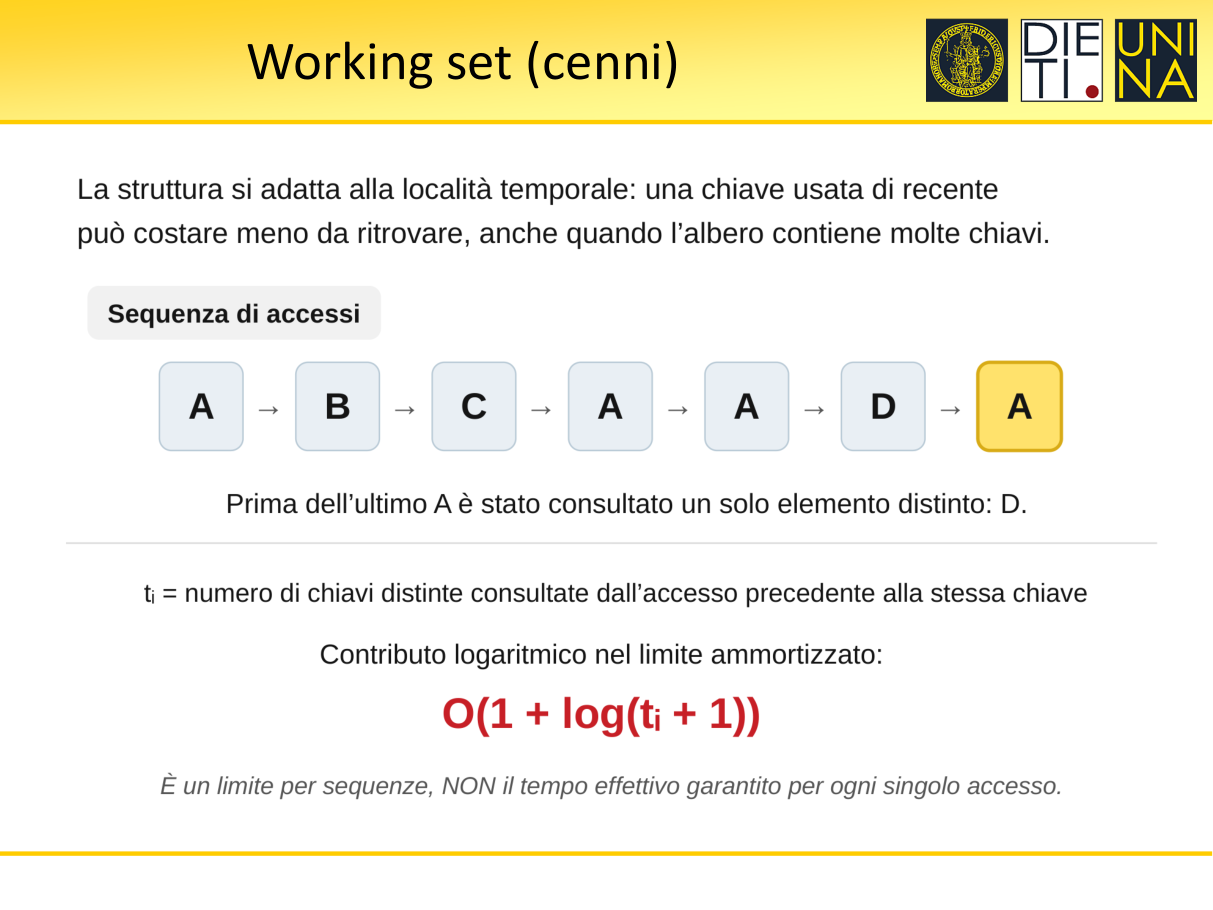 Working set (cenni)
DIE
TI.
UNI
NA
La struttura si adatta alla località temporale: una chiave usata di recente
può costare meno da ritrovare, anche quando l’albero contiene molte chiavi.
Sequenza di accessi
A → B → C → A → A → D → A
Prima dell’ultimo A è stato consultato un solo elemento distinto: D.
tᵢ = numero di chiavi distinte consultate dall’accesso precedente alla stessa chiave
Contributo logaritmico nel limite ammortizzato:
O(1 + log(tᵢ + 1))
È un limite per sequenze, NON il tempo effettivo garantito per ogni singolo accesso.